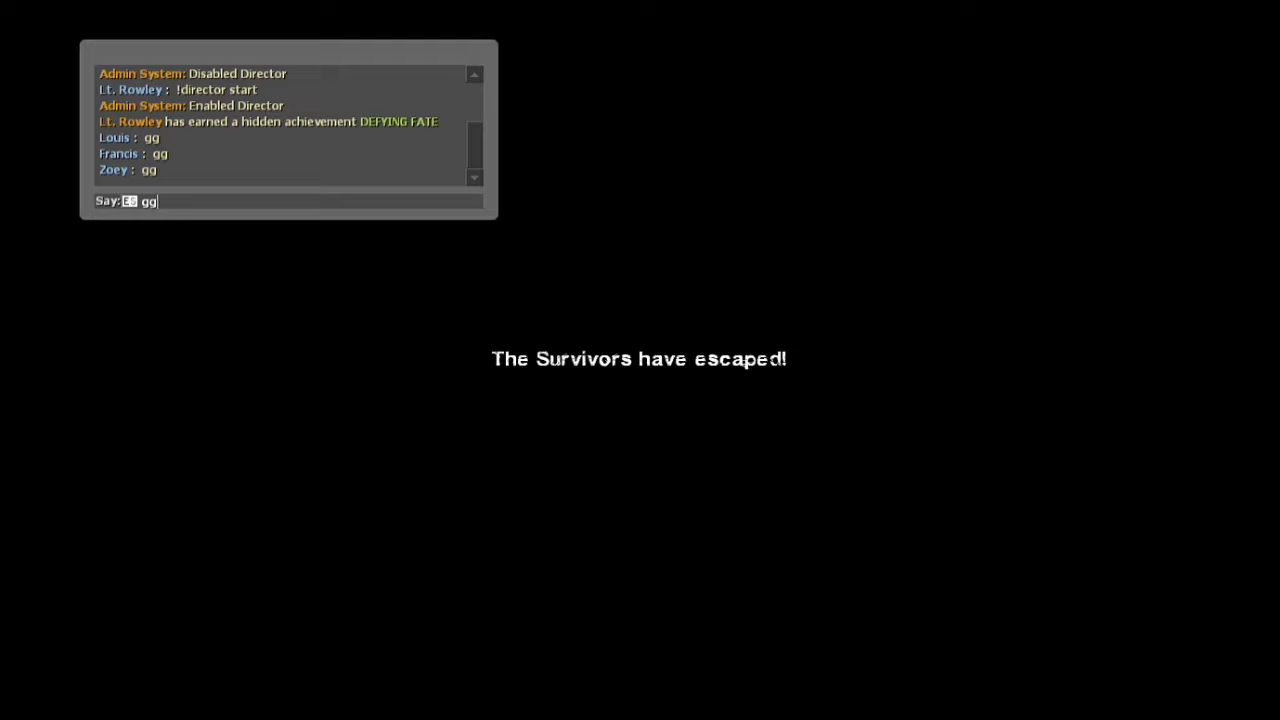 Admin System: Disabled Director
Lt. Rowley : !director start
Admin System: Enabled Director
Lt. Rowley has earned a hidden achievement DEFYING FATE
Louis : gg
Francis : gg
Zoey : gg
Say: ES gg
The Survivors have escaped!